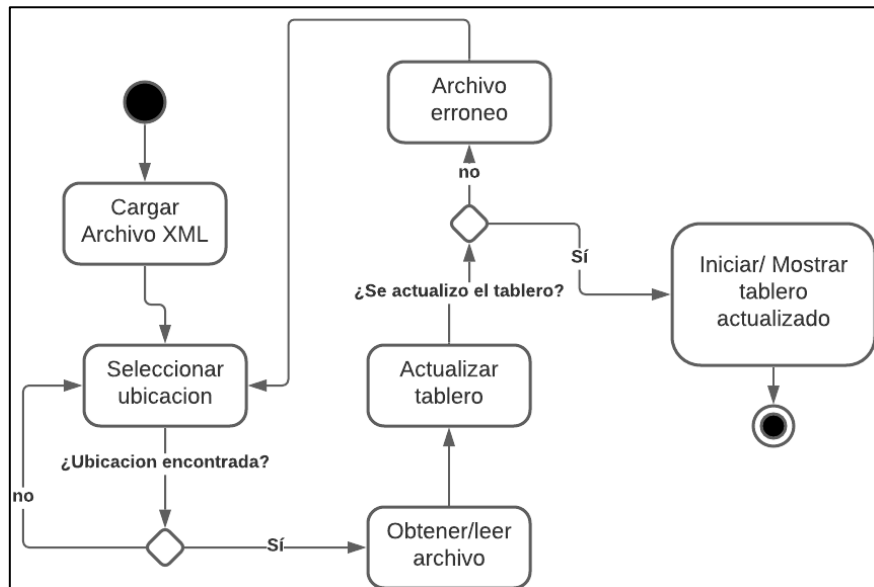 Cargar
Archivo XML
Seleccionar
ubicacion
¿Ubicacion encontrada?
no
Sí
Obtener/leer
archivo
Actualizar
tablero
¿Se actualizo el tablero?
no
Archivo
erroneo
Sí
Iniciar/ Mostrar
tablero
actualizado